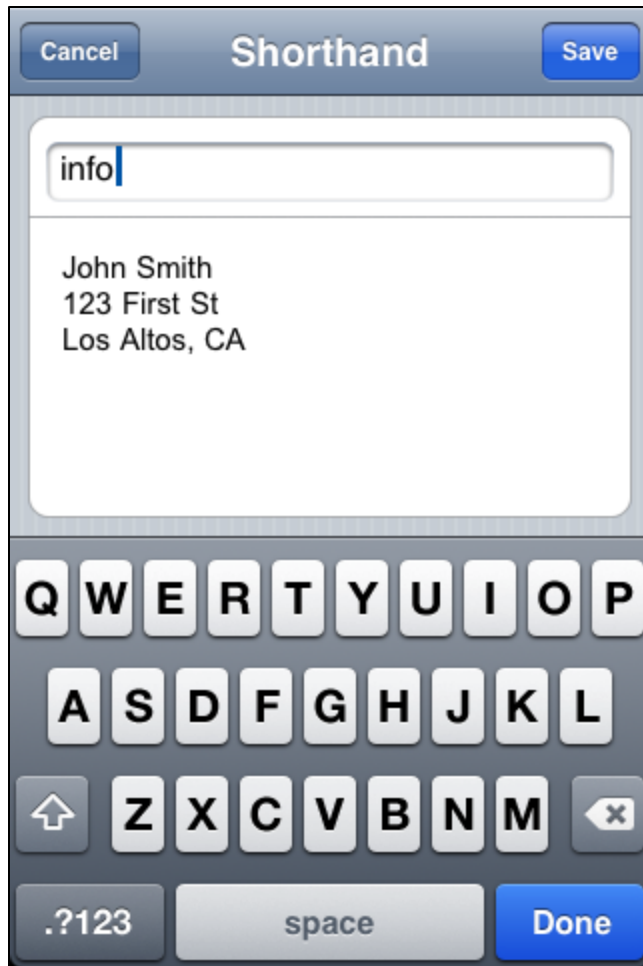 Cancel Shorthand Save
info
John Smith
123 First St
Los Altos, CA
Q W E R T Y U I O P
A S D F G H J K L
Z X C V B N M
.?123 space Done